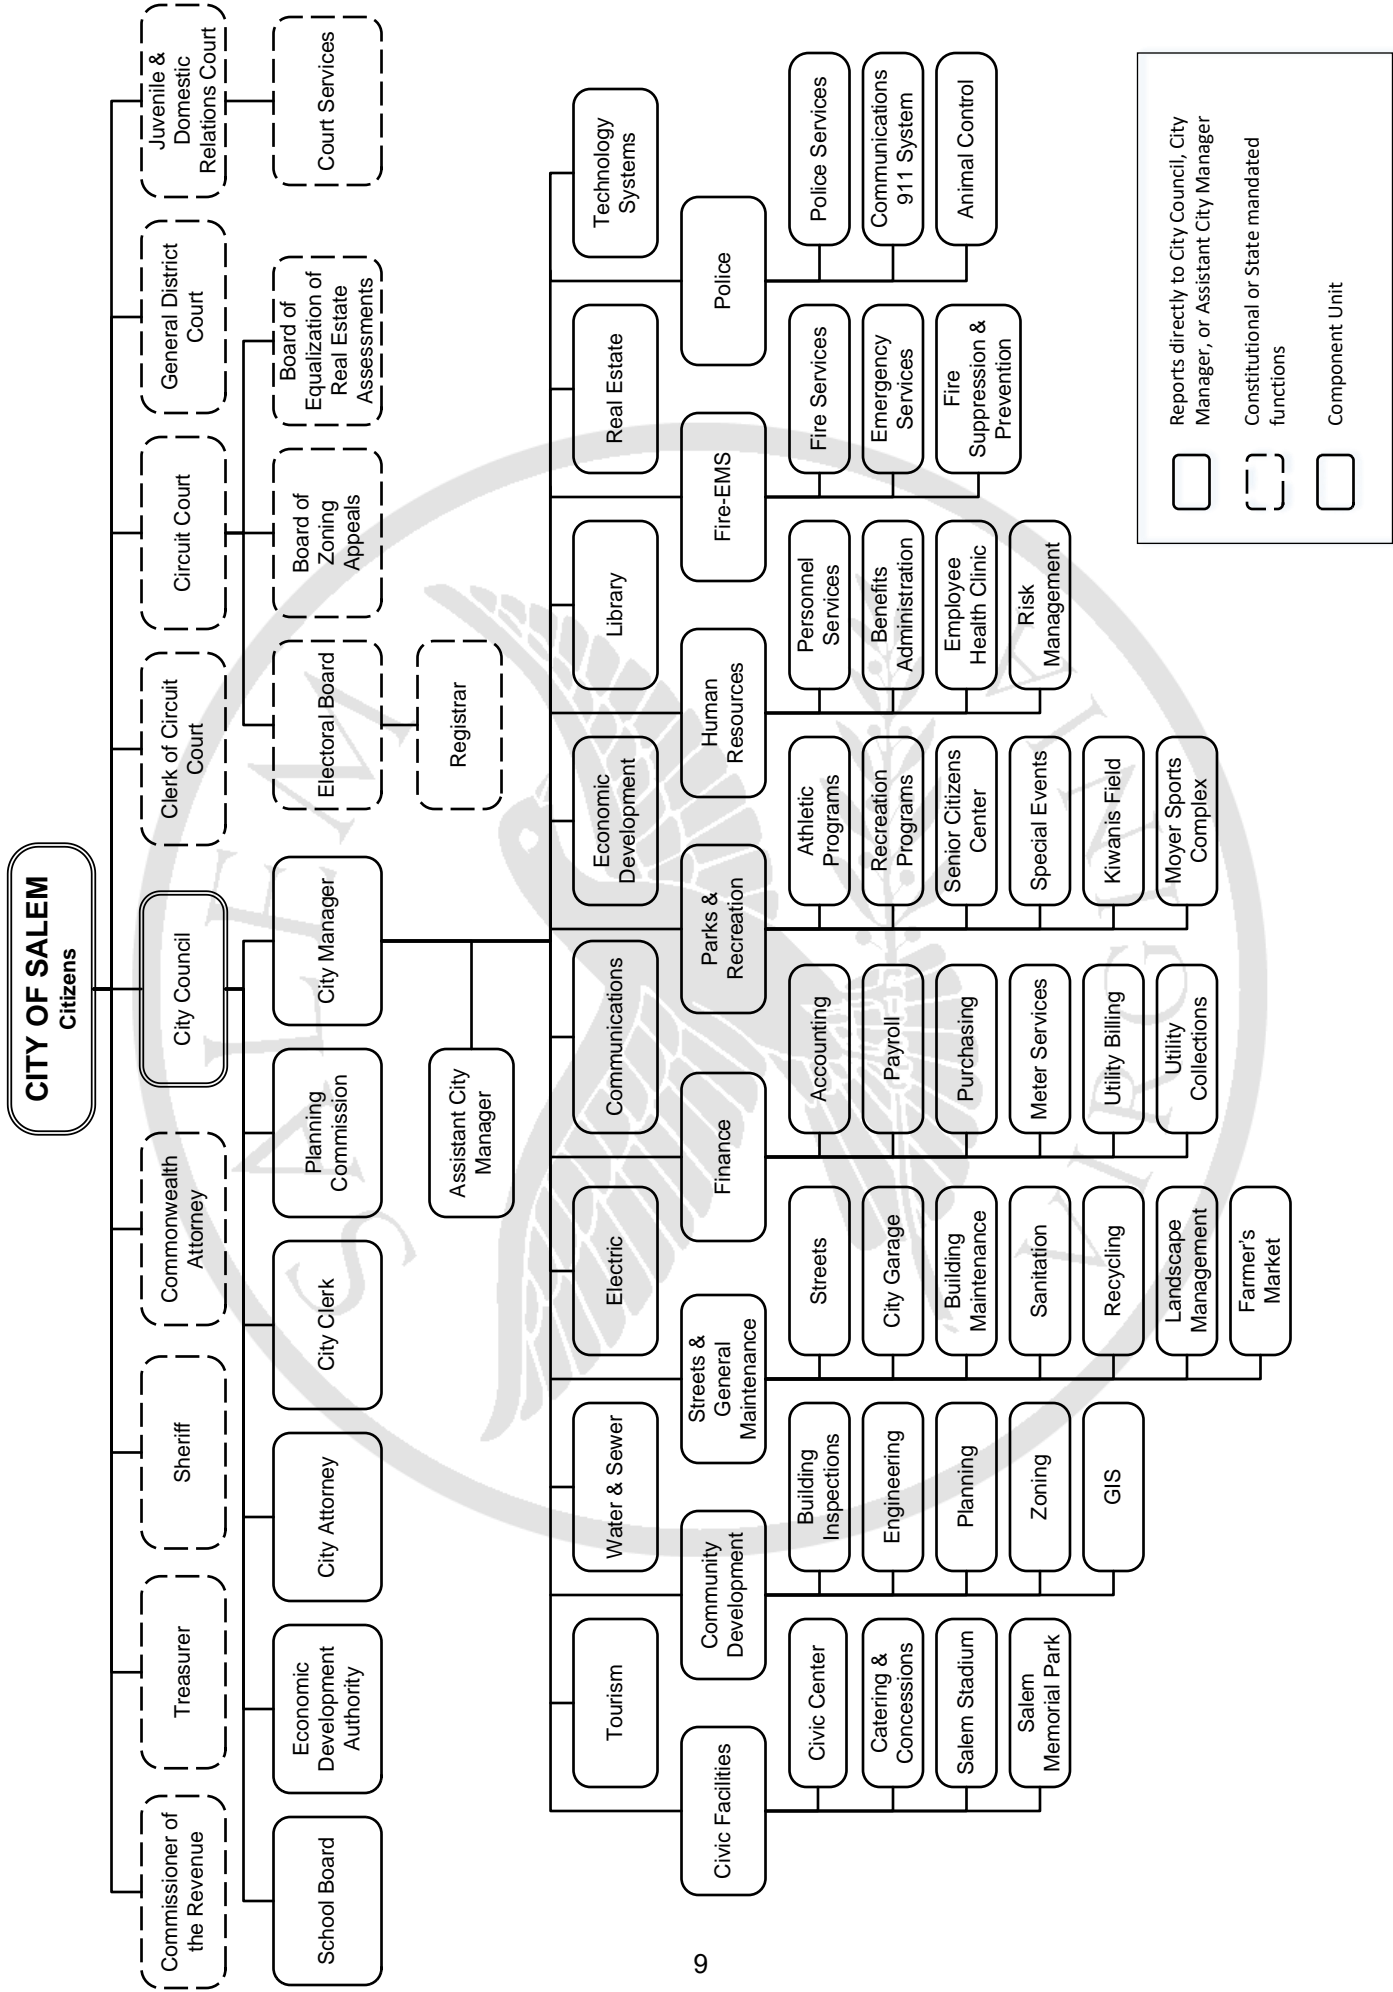 CITY OF SALEM
Citizens
Commissioner of
the Revenue
Treasurer
Sheriff
Commonwealth
Attorney
City Council
Clerk of Circuit
Court
Circuit Court
General District
Court
Juvenile &
Domestic
Relations Court
School Board
Economic
Development
Authority
City Attorney
City Clerk
Planning
Commission
City Manager
Electoral Board
Board of
Zoning
Appeals
Board of
Equalization of
Real Estate
Assessments
Court Services
Registrar
Assistant City
Manager
Tourism
Water & Sewer
Electric
Communications
Economic
Development
Library
Real Estate
Technology
Systems
Civic Facilities
Community
Development
Streets &
General
Maintenance
Finance
Parks &
Recreation
Human
Resources
Fire-EMS
Police
Civic Center
Catering &
Concessions
Salem Stadium
Salem
Memorial Park
Building
Inspections
Engineering
Planning
Zoning
GIS
Streets
City Garage
Building
Maintenance
Sanitation
Recycling
Landscape
Management
Farmer's
Market
Accounting
Payroll
Purchasing
Meter Services
Utility Billing
Utility
Collections
Athletic
Programs
Recreation
Programs
Senior Citizens
Center
Special Events
Kiwanis Field
Moyer Sports
Complex
Personnel
Services
Benefits
Administration
Employee
Health Clinic
Risk
Management
Fire Services
Emergency
Services
Fire
Suppression &
Prevention
Police Services
Communications
911 System
Animal Control
Reports directly to City Council, City
Manager, or Assistant City Manager
Constitutional or State mandated
functions
Component Unit
SALEM
VIRGINIA
9